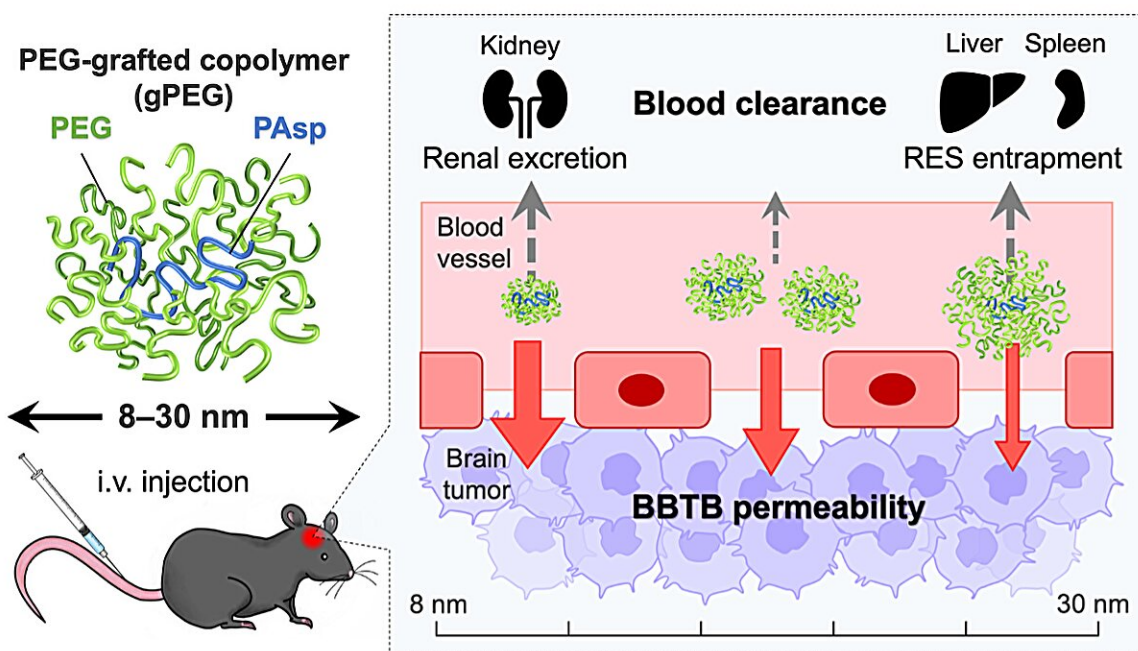 PEG-grafted copolymer
(gPEG)
PEG
PAsp
8–30 nm
i.v. injection
Kidney
Liver
Spleen
Blood clearance
Renal excretion
RES entrapment
Blood
vessel
Brain
tumor
BBTB permeability
8 nm
30 nm